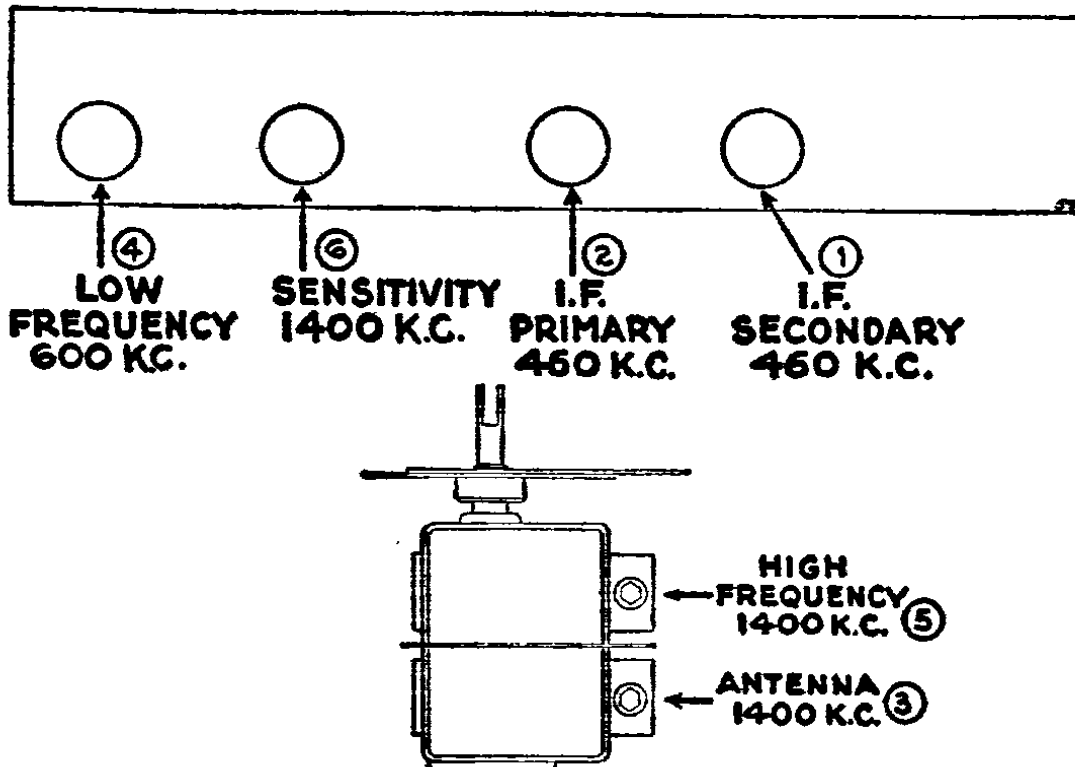 ④
LOW
FREQUENCY
600 K.C.
⑥
SENSITIVITY
1400 K.C.
②
I.F.
PRIMARY
460 K.C.
①
I.F.
SECONDARY
460 K.C.
HIGH
FREQUENCY
1400 K.C. ⑤
ANTENNA
1400 K.C. ③